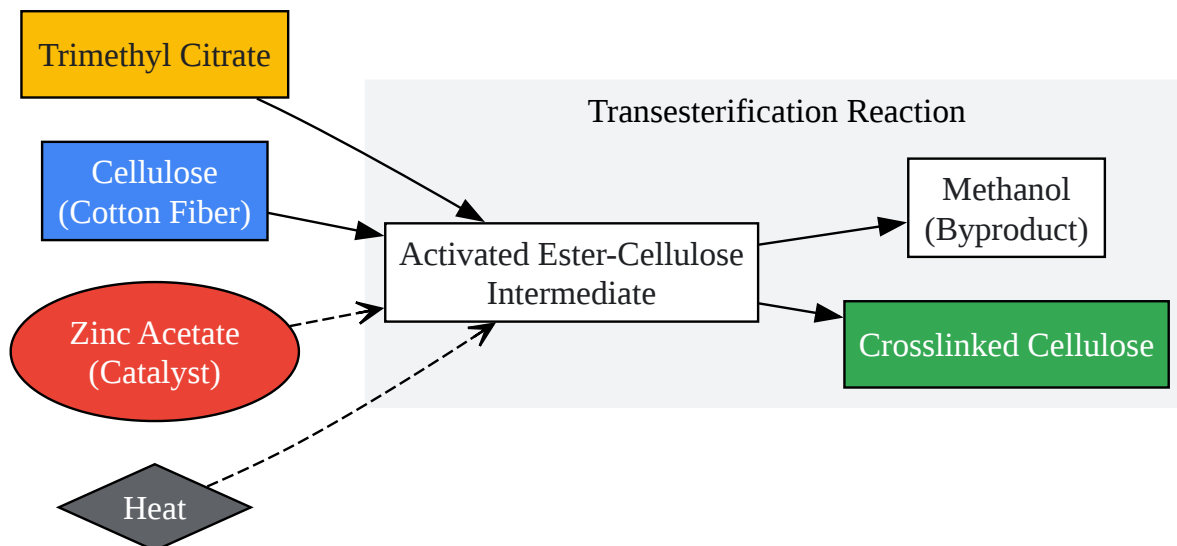 Trimethyl Citrate
Transesterification Reaction
Cellulose
(Cotton Fiber)
Methanol
(Byproduct)
Activated Ester-Cellulose
Intermediate
Zinc Acetate
(Catalyst)
Crosslinked Cellulose
Heat